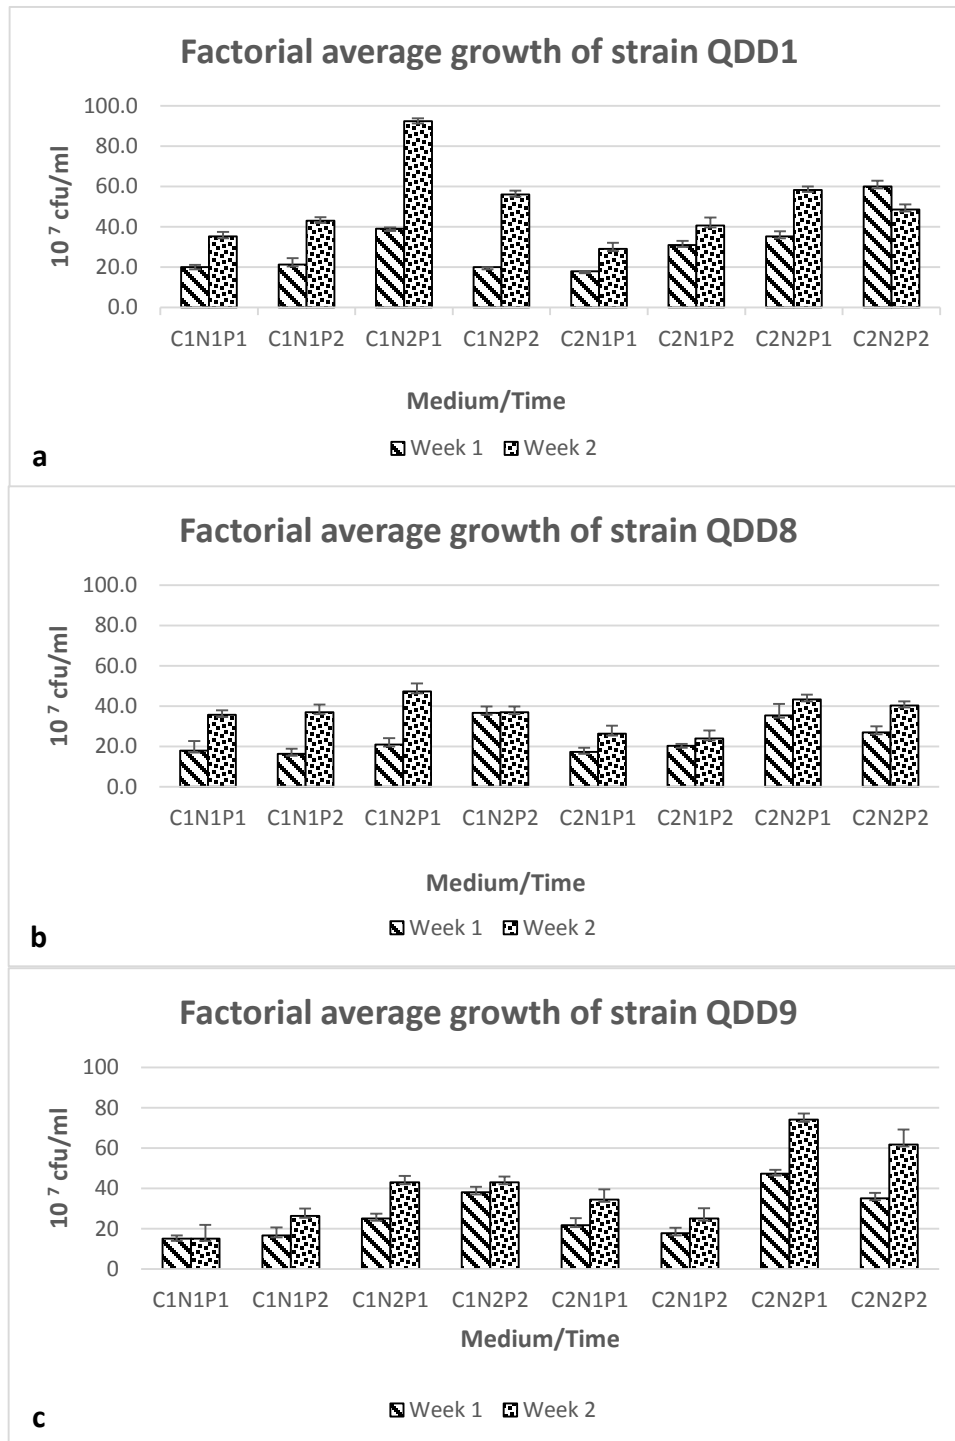 Factorial average growth of strain QDD1
100.0
80.0
60.0
40.0
20.0
0.0
10 7 cfu/ml
C1N1P1 C1N1P2 C1N2P1 C1N2P2 C2N1P1 C2N1P2 C2N2P1 C2N2P2
Medium/Time
Week 1 Week 2
a
Factorial average growth of strain QDD8
100.0
80.0
60.0
40.0
20.0
0.0
10 7 cfu/ml
C1N1P1 C1N1P2 C1N2P1 C1N2P2 C2N1P1 C2N1P2 C2N2P1 C2N2P2
Medium/Time
Week 1 Week 2
b
Factorial average growth of strain QDD9
100
80
60
40
20
0
10 7 cfu/ml
C1N1P1 C1N1P2 C1N2P1 C1N2P2 C2N1P1 C2N1P2 C2N2P1 C2N2P2
Medium/Time
Week 1 Week 2
c